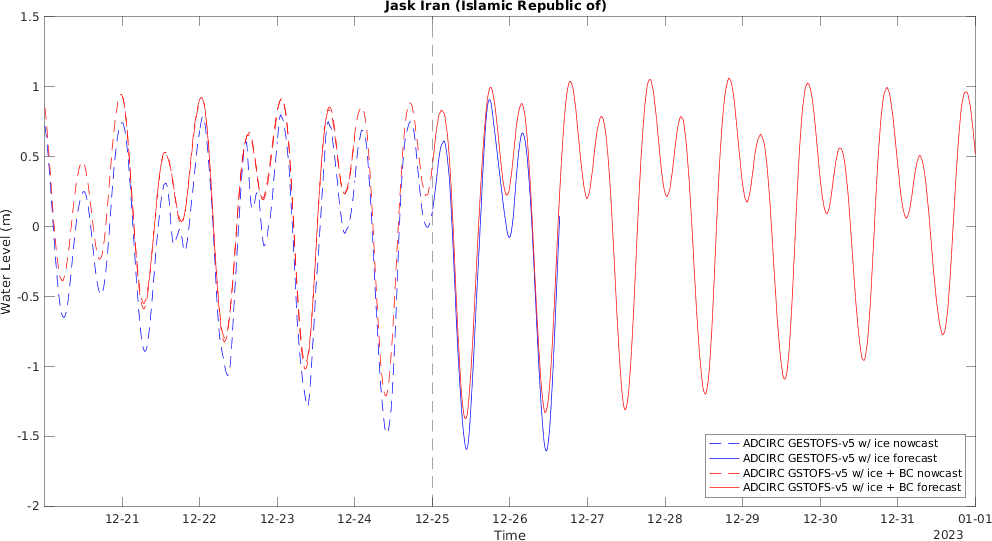 Jask Iran (Islamic Republic of)
1.5
1
0.5
0
-0.5
-1
-1.5
-2
Water Level (m)
12-21 12-22 12-23 12-24 12-25 12-26 12-27 12-28 12-29 12-30 12-31 01-01
Time
2023
ADCIRC GESTOFS-v5 w/ ice nowcast
ADCIRC GESTOFS-v5 w/ ice forecast
ADCIRC GSTOFS-v5 w/ ice + BC nowcast
ADCIRC GSTOFS-v5 w/ ice + BC forecast